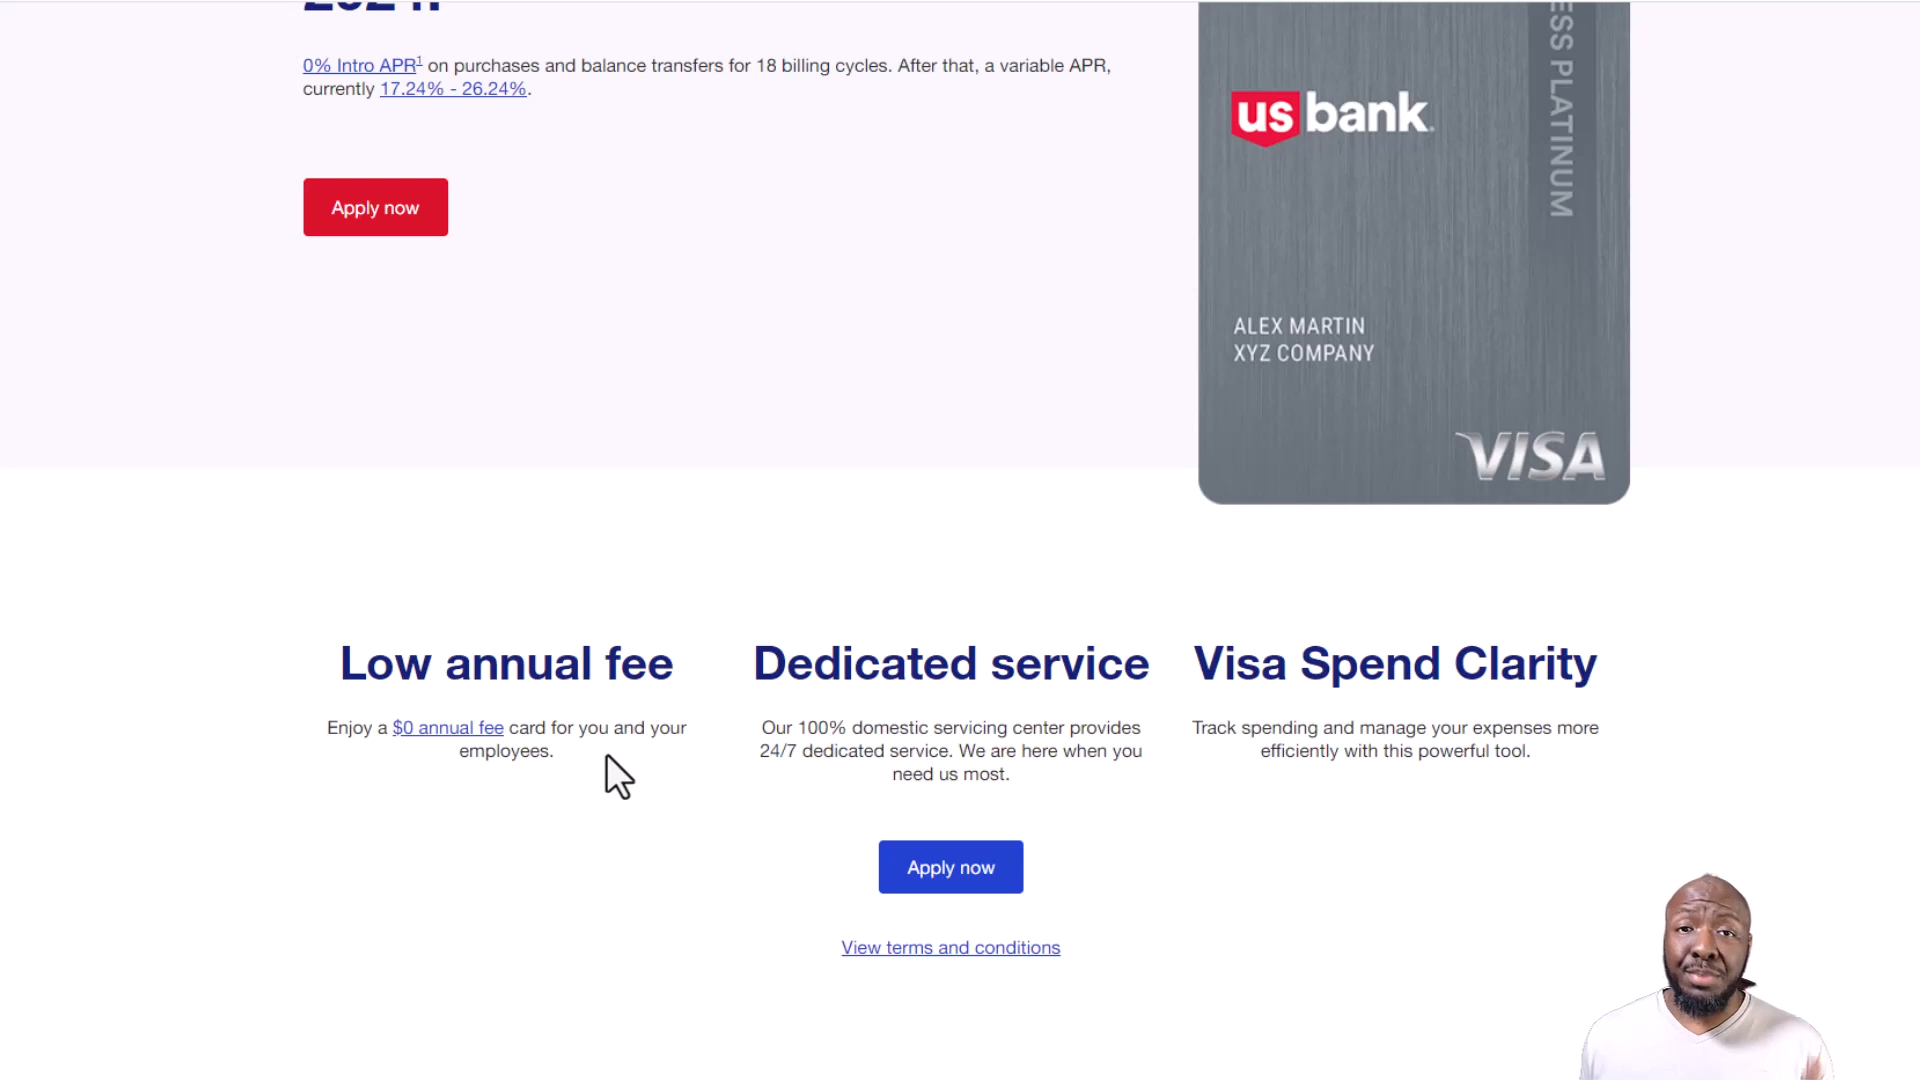 0% Intro APR¹ on purchases and balance transfers for 18 billing cycles. After that, a variable APR,
currently 17.24% - 26.24%.
Apply now
us bank
PLATINUM
ALEX MARTIN
XYZ COMPANY
VISA
Low annual fee
Enjoy a $0 annual fee card for you and your
employees.
Dedicated service
Our 100% domestic servicing center provides
24/7 dedicated service. We are here when you
need us most.
Visa Spend Clarity
Track spending and manage your expenses more
efficiently with this powerful tool.
Apply now
View terms and conditions